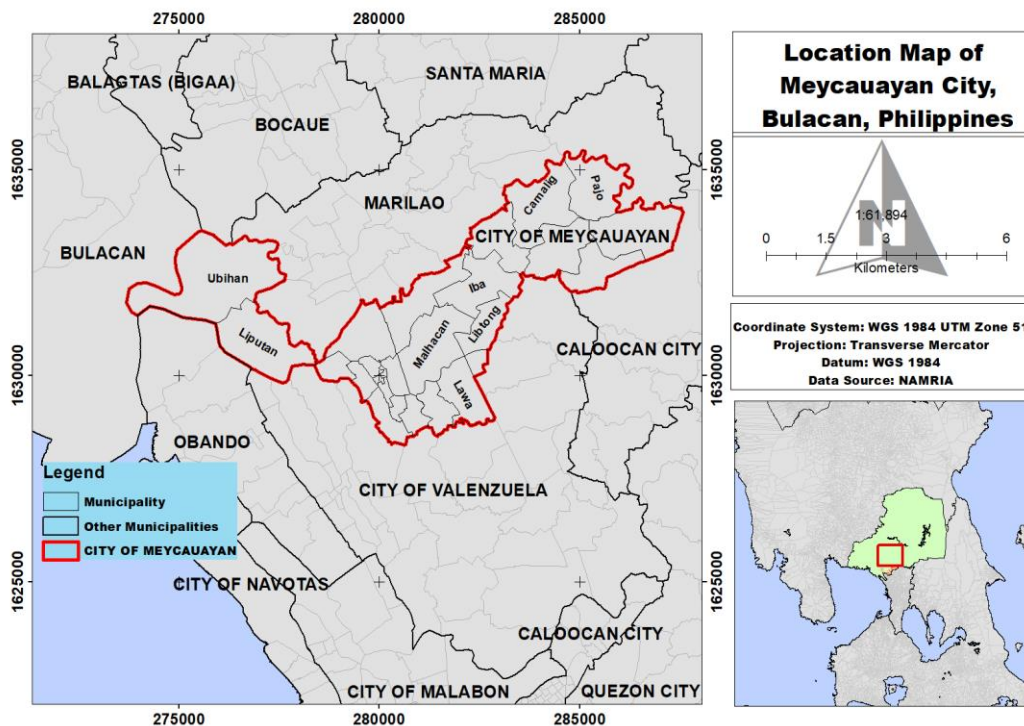 Location Map of
Meycauayan City,
Bulacan, Philippines
N
1:61,894
0 1.5 3 6
Kilometers
Coordinate System: WGS 1984 UTM Zone 51
Projection: Transverse Mercator
Datum: WGS 1984
Data Source: NAMRIA
275000 280000 285000
1635000 1635000
1630000 1630000
1625000 1625000
275000 280000 285000
SANTA MARIA
BALAGTAS (BIGAA)
BOCAUE
MARILAO
Camalig
Pajo
CITY OF MEYCAUAYAN
BULACAN
Ubihan
Iba
Liputan
Malhacan
Libtong
CALOOCAN CITY
Lawa
OBANDO
CITY OF VALENZUELA
CITY OF NAVOTAS
CALOOCAN CITY
CITY OF MALABON
QUEZON CITY
Legend
Municipality
Other Municipalities
CITY OF MEYCAUAYAN